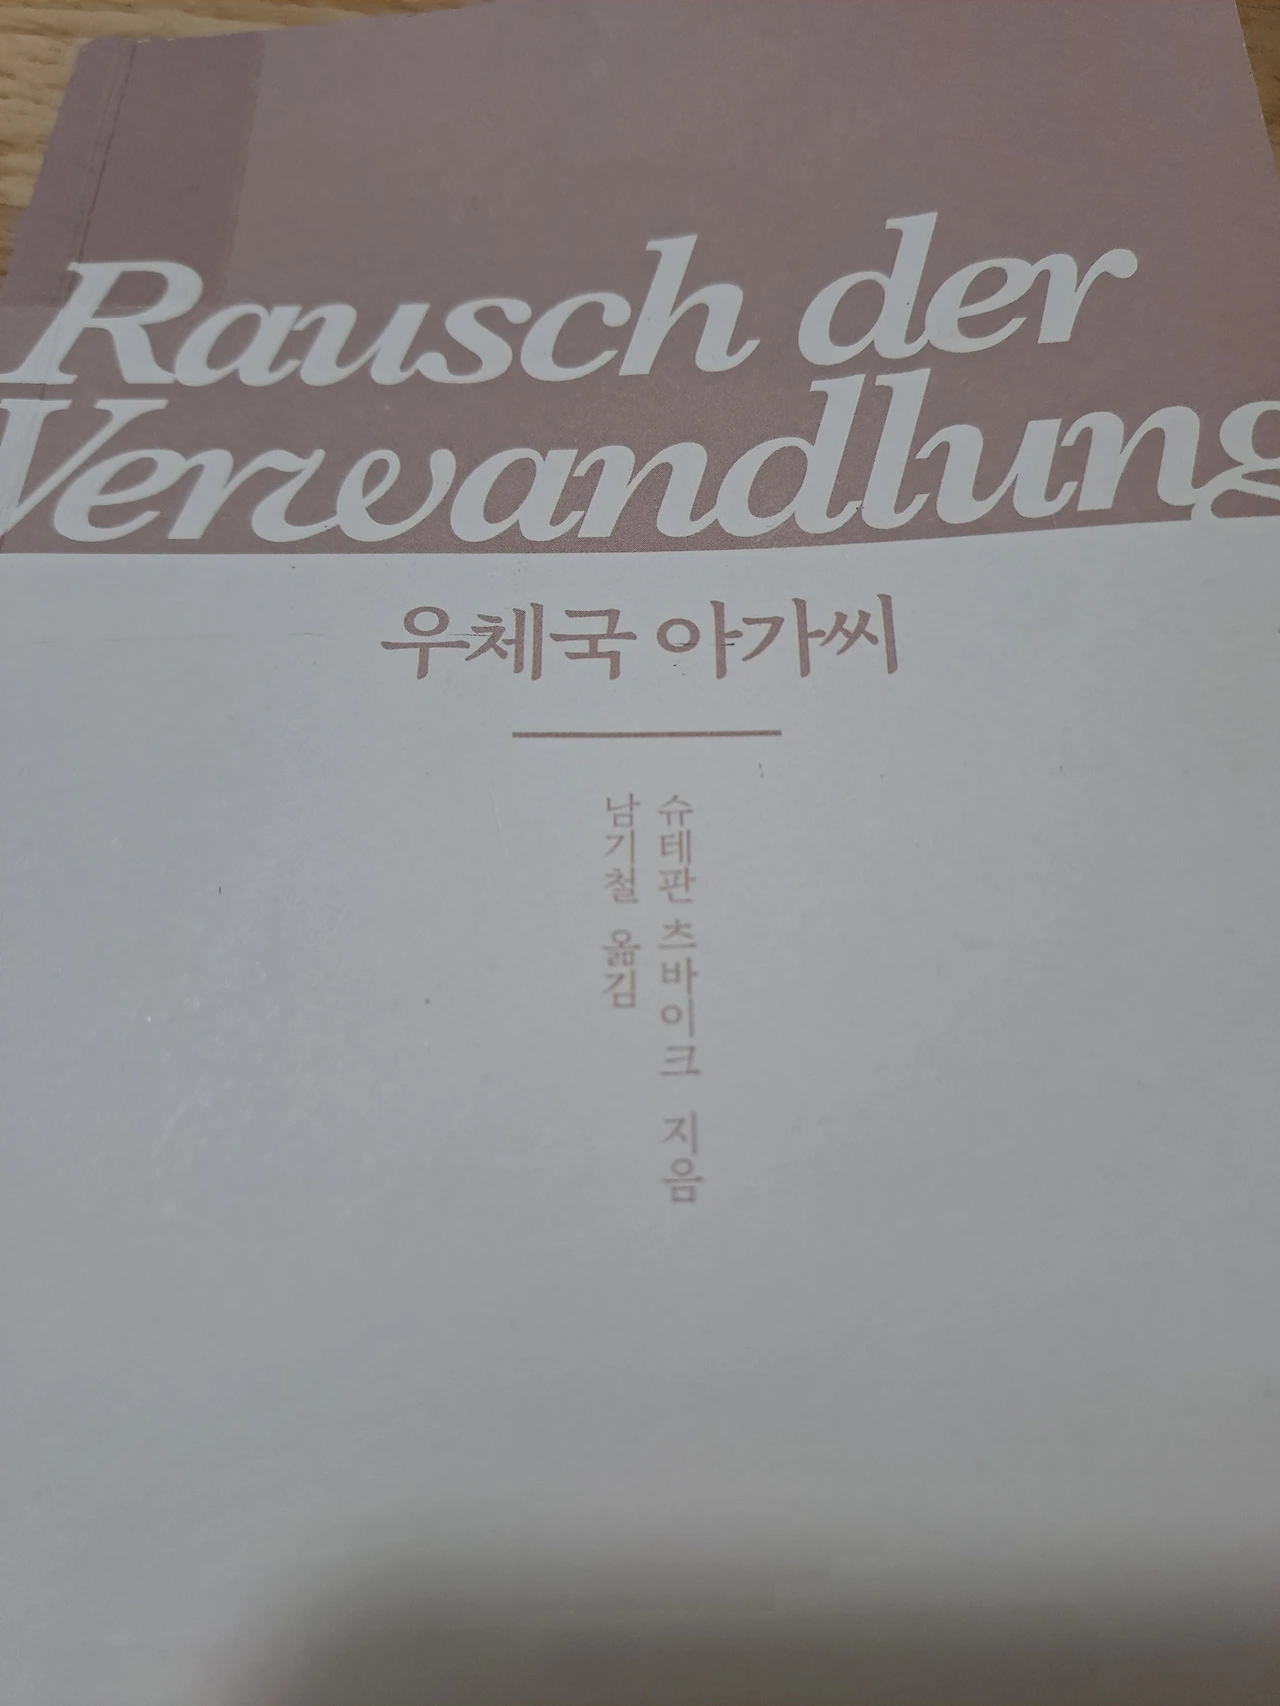 Rausch der
Verwandlung
우체국 아가씨
슈테판 츠바이크 지음
남기철 옮김